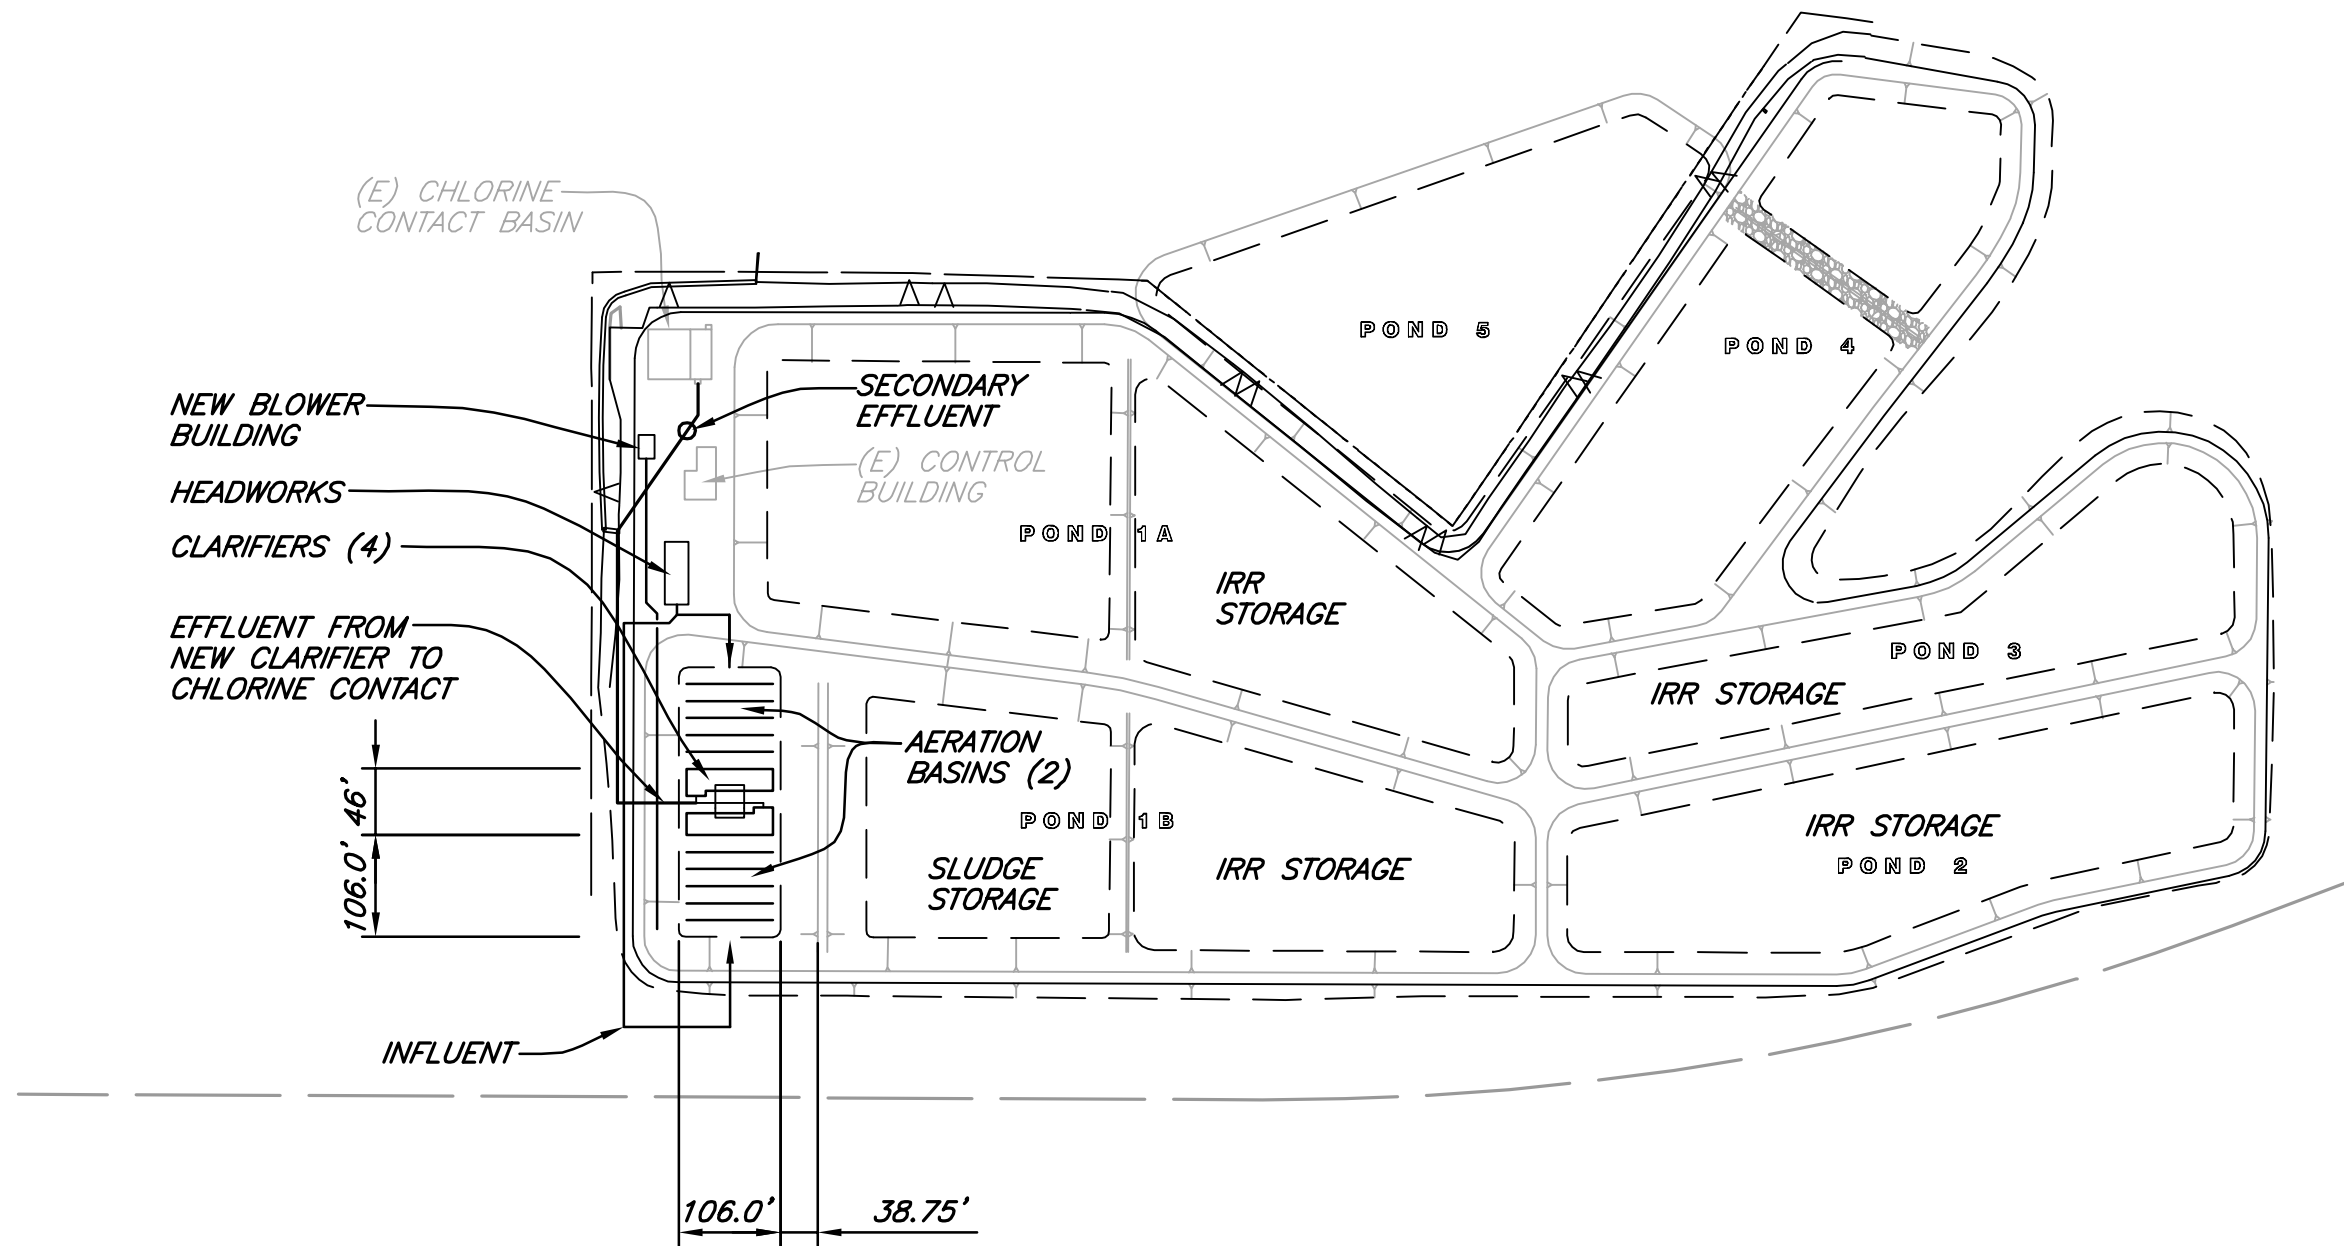 (E) CHLORINE
CONTACT BASIN
POND 5
POND 4
NEW BLOWER
BUILDING
SECONDARY
EFFLUENT
(E) CONTROL
BUILDING
HEADWORKS
CLARIFIERS (4)
POND 1A
IRR
STORAGE
EFFLUENT FROM
NEW CLARIFIER TO
CHLORINE CONTACT
POND 3
IRR STORAGE
AERATION
BASINS (2)
46'
106.0'
POND 1B
SLUDGE
STORAGE
IRR STORAGE
IRR STORAGE
POND 2
INFLUENT
106.0'
38.75'